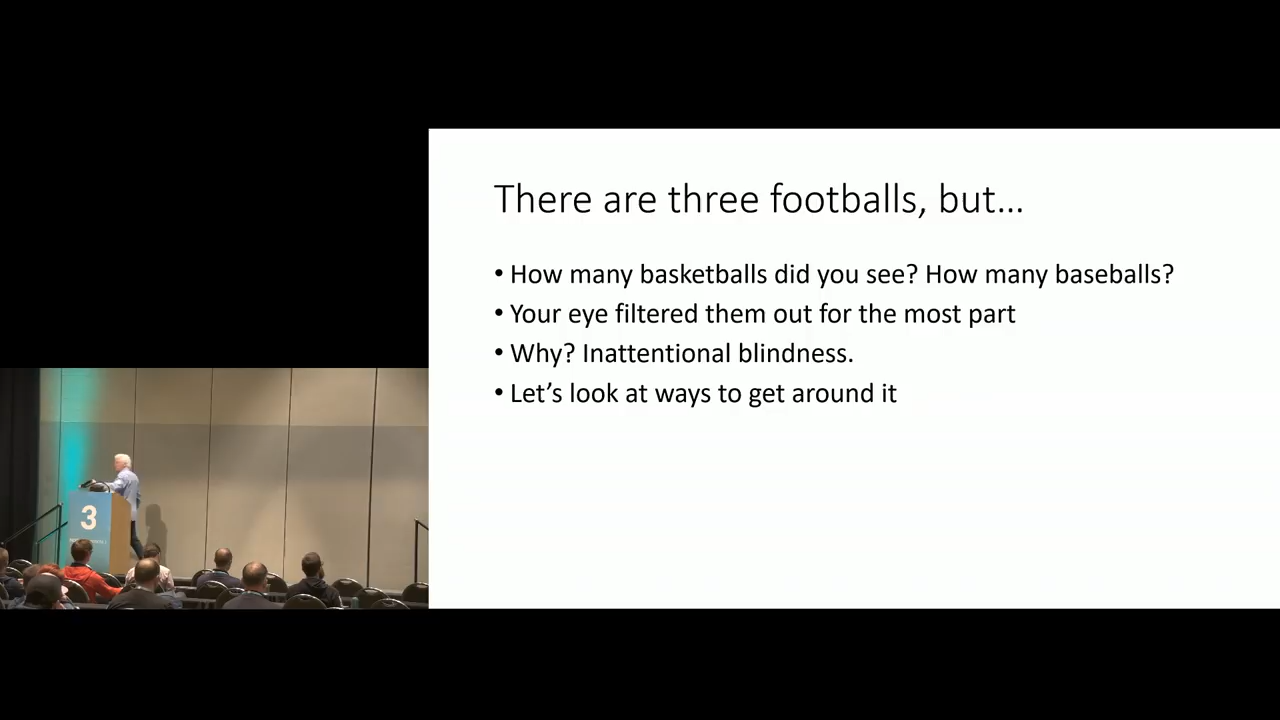 There are three footballs, but…
• How many basketballs did you see? How many baseballs?
• Your eye filtered them out for the most part
• Why? Inattentional blindness.
• Let’s look at ways to get around it
3